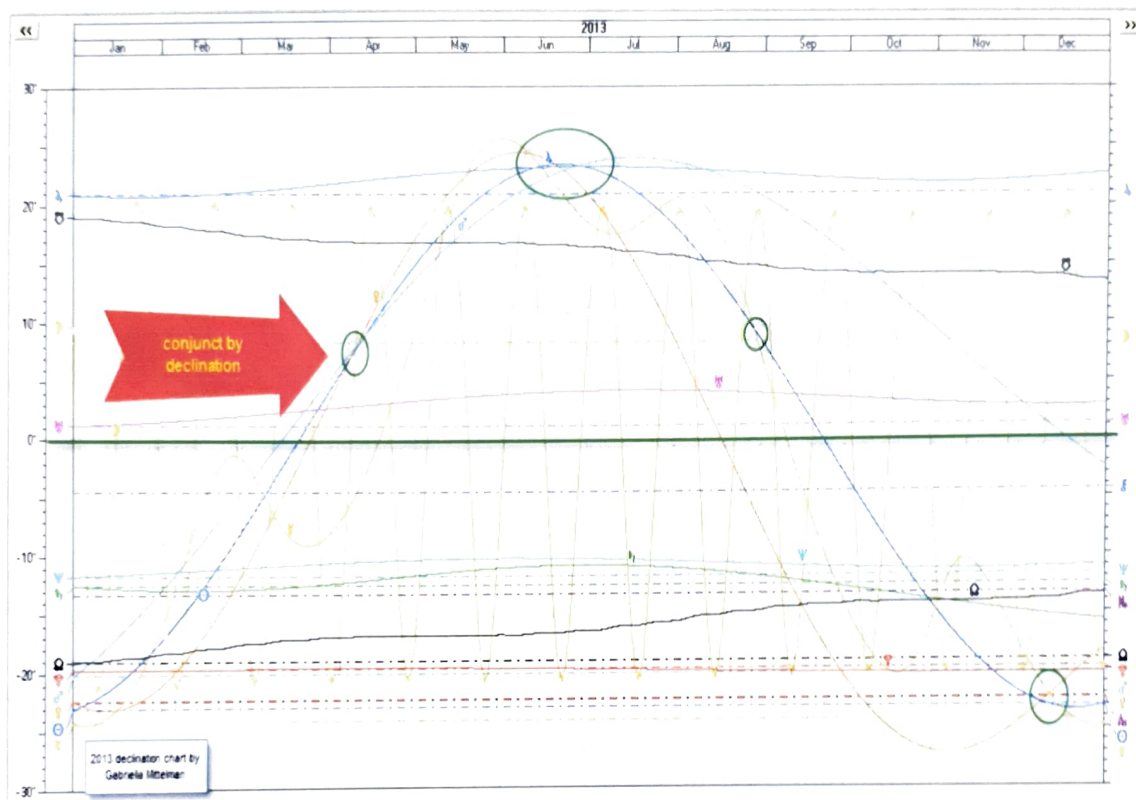 2013
Jan Feb Mar Apr May Jun Jul Aug Sep Oct Nov Dec
30°
20°
10°
0°
-10°
-20°
-30°
conjunct by
declination
2013 declination chart by
Gabriella Mittelman